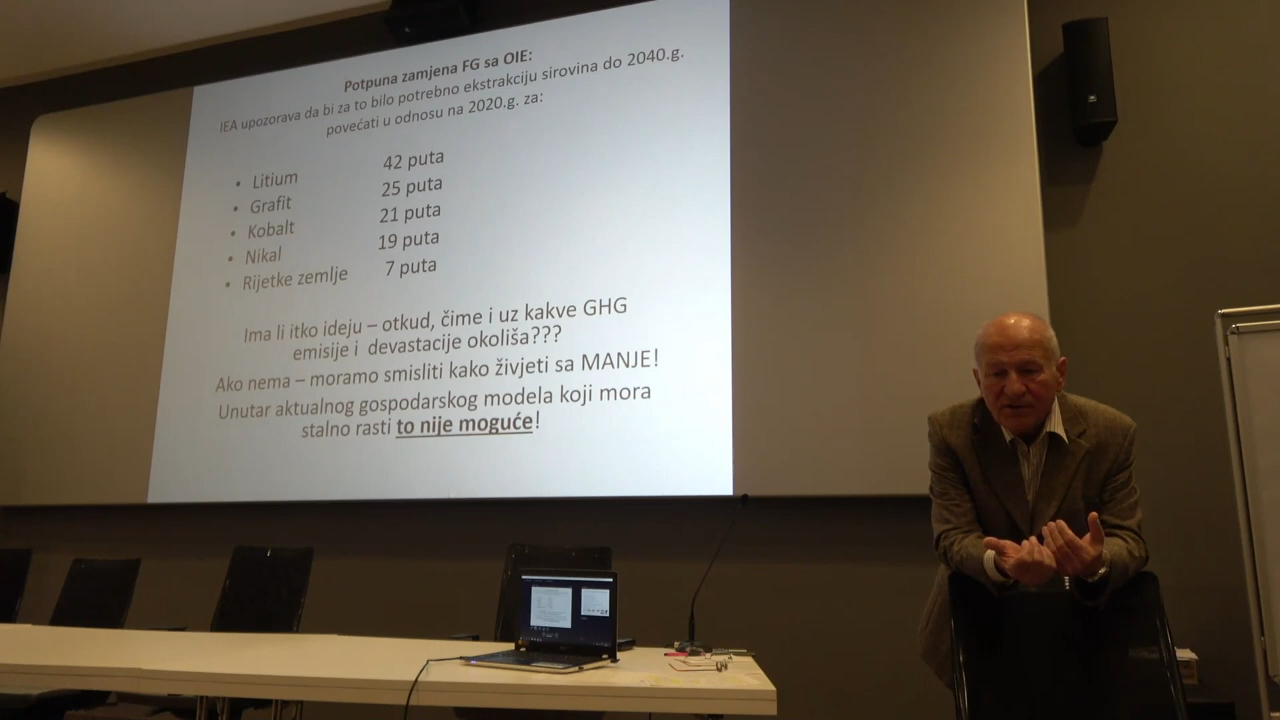 Potpuna zamjena FG sa OIE:
IEA upozorava da bi za to bilo potrebno ekstrakciju sirovina do 2040.g.
povećati u odnosu na 2020.g. za:
• Litium 42 puta
• Grafit 25 puta
• Kobalt 21 puta
• Nikal 19 puta
• Rijetke zemlje 7 puta
Ima li itko ideju – otkud, čime i uz kakve GHG
emisije i devastacije okoliša???
Ako nema – moramo smisliti kako živjeti sa MANJE!
Unutar aktualnog gospodarskog modela koji mora
stalno rasti to nije moguće!